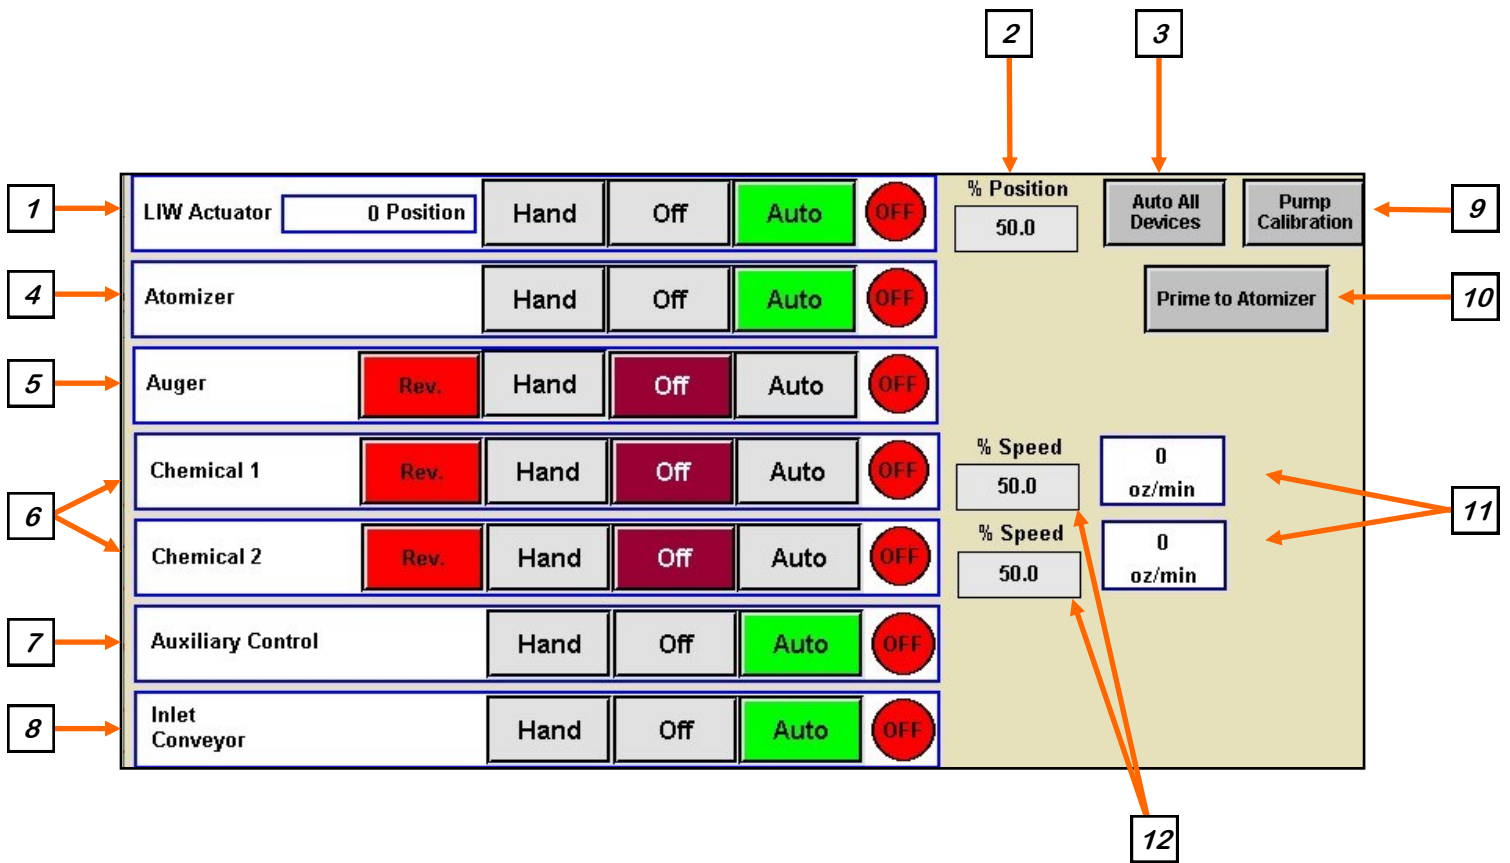 2
3
1
LIW Actuator
0 Position
Hand
Off
Auto
OFF
% Position
50.0
Auto All
Devices
Pump
Calibration
9
4
Atomizer
Hand
Off
Auto
OFF
Prime to Atomizer
10
5
Auger
Rev.
Hand
Off
Auto
OFF
6
Chemical 1
Rev.
Hand
Off
Auto
OFF
% Speed
50.0
0
oz/min
11
Chemical 2
Rev.
Hand
Off
Auto
OFF
% Speed
50.0
0
oz/min
7
Auxiliary Control
Hand
Off
Auto
OFF
8
Inlet
Conveyor
Hand
Off
Auto
OFF
12